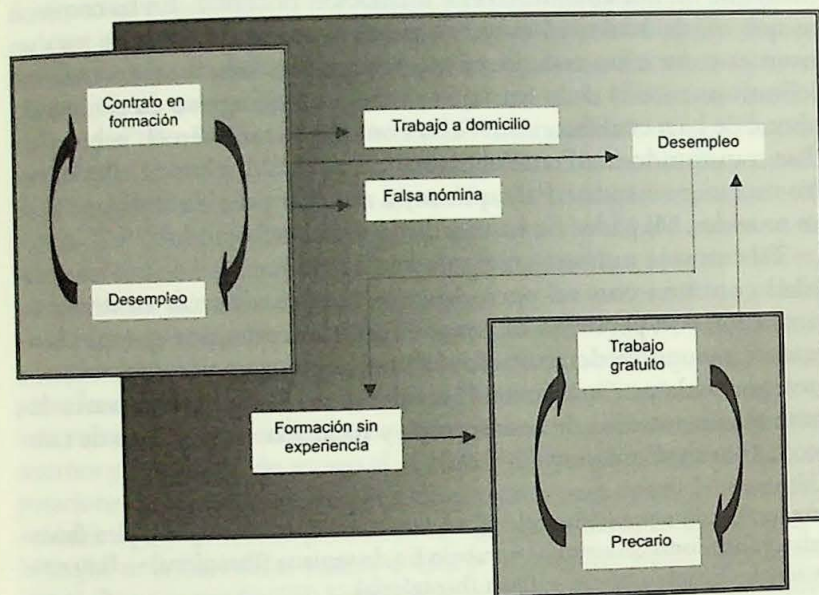 Contrato en
formación
Trabajo a domicilio
Desempleo
Falsa nómina
Desempleo
Trabajo
gratuito
Formación sin
experiencia
Precario